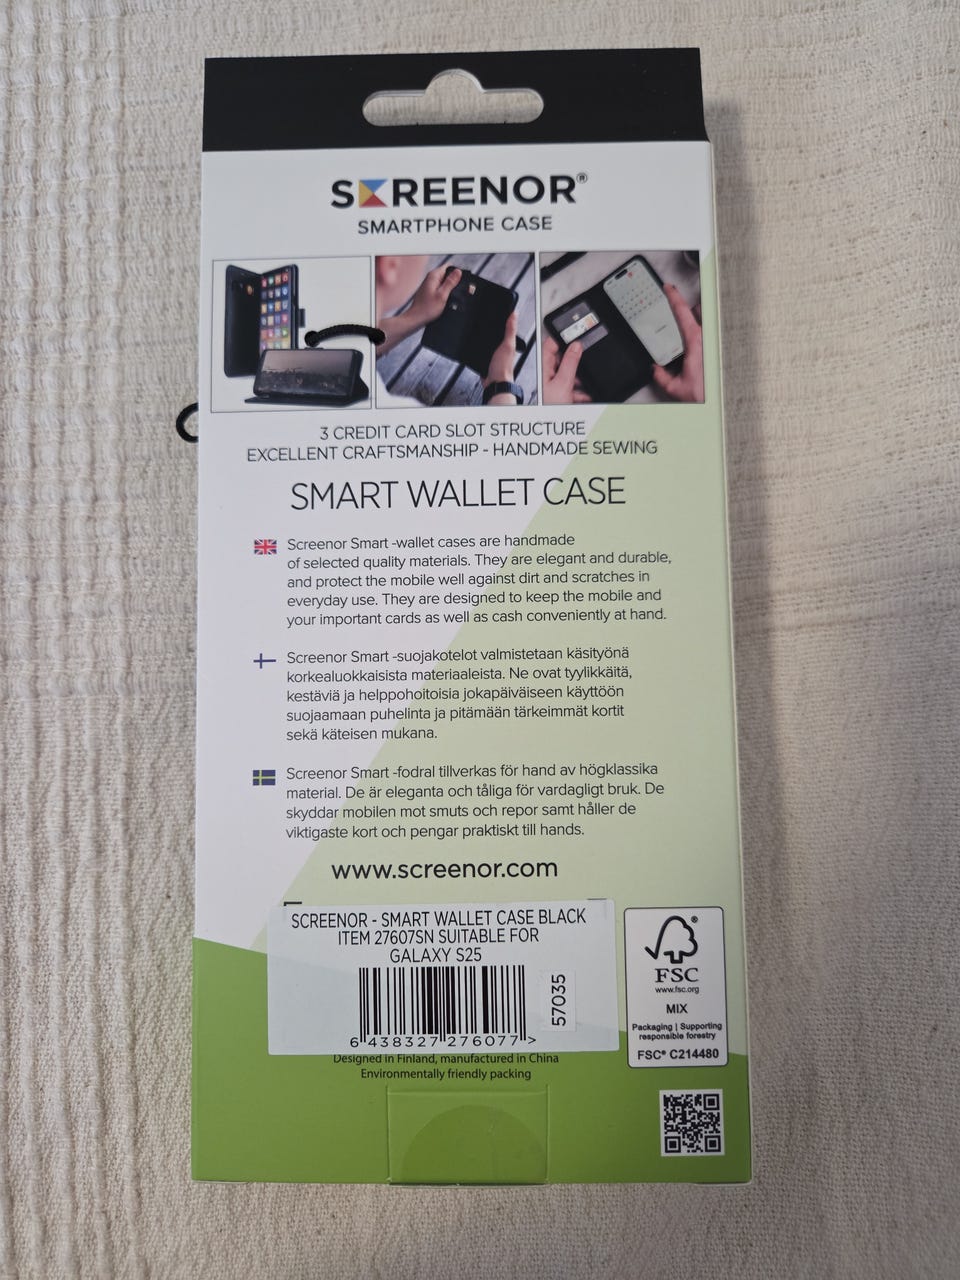 SCREENOR®
SMARTPHONE CASE
3 CREDIT CARD SLOT STRUCTURE
EXCELLENT CRAFTSMANSHIP - HANDMADE SEWING
SMART WALLET CASE
Screenor Smart -wallet cases are handmade
of selected quality materials. They are elegant and durable,
and protect the mobile well against dirt and scratches in
everyday use. They are designed to keep the mobile and
your important cards as well as cash conveniently at hand.
Screenor Smart -suojakotelot valmistetaan käsityönä
korkealuokkaisista materiaaleista. Ne ovat tyylikkäitä,
kestäviä ja helppohoitoisia jokapäiväiseen käyttöön
suojaamaan puhelinta ja pitämään tärkeimmät kortit
sekä käteisen mukana.
Screenor Smart -fodral tillverkas för hand av högklassika
material. De är eleganta och tåliga för vardagligt bruk. De
skyddar mobilen mot smuts och repor samt håller de
viktigaste kort och pengar praktiskt till hands.
www.screenor.com
SCREENOR - SMART WALLET CASE BLACK
ITEM 27607SN SUITABLE FOR
GALAXY S25
57035
6 438327 276077 >
Designed in Finland, manufactured in China
Environmentally friendly packing
FSC
®
www.fsc.org
MIX
Packaging | Supporting
responsible forestry
FSC® C214480